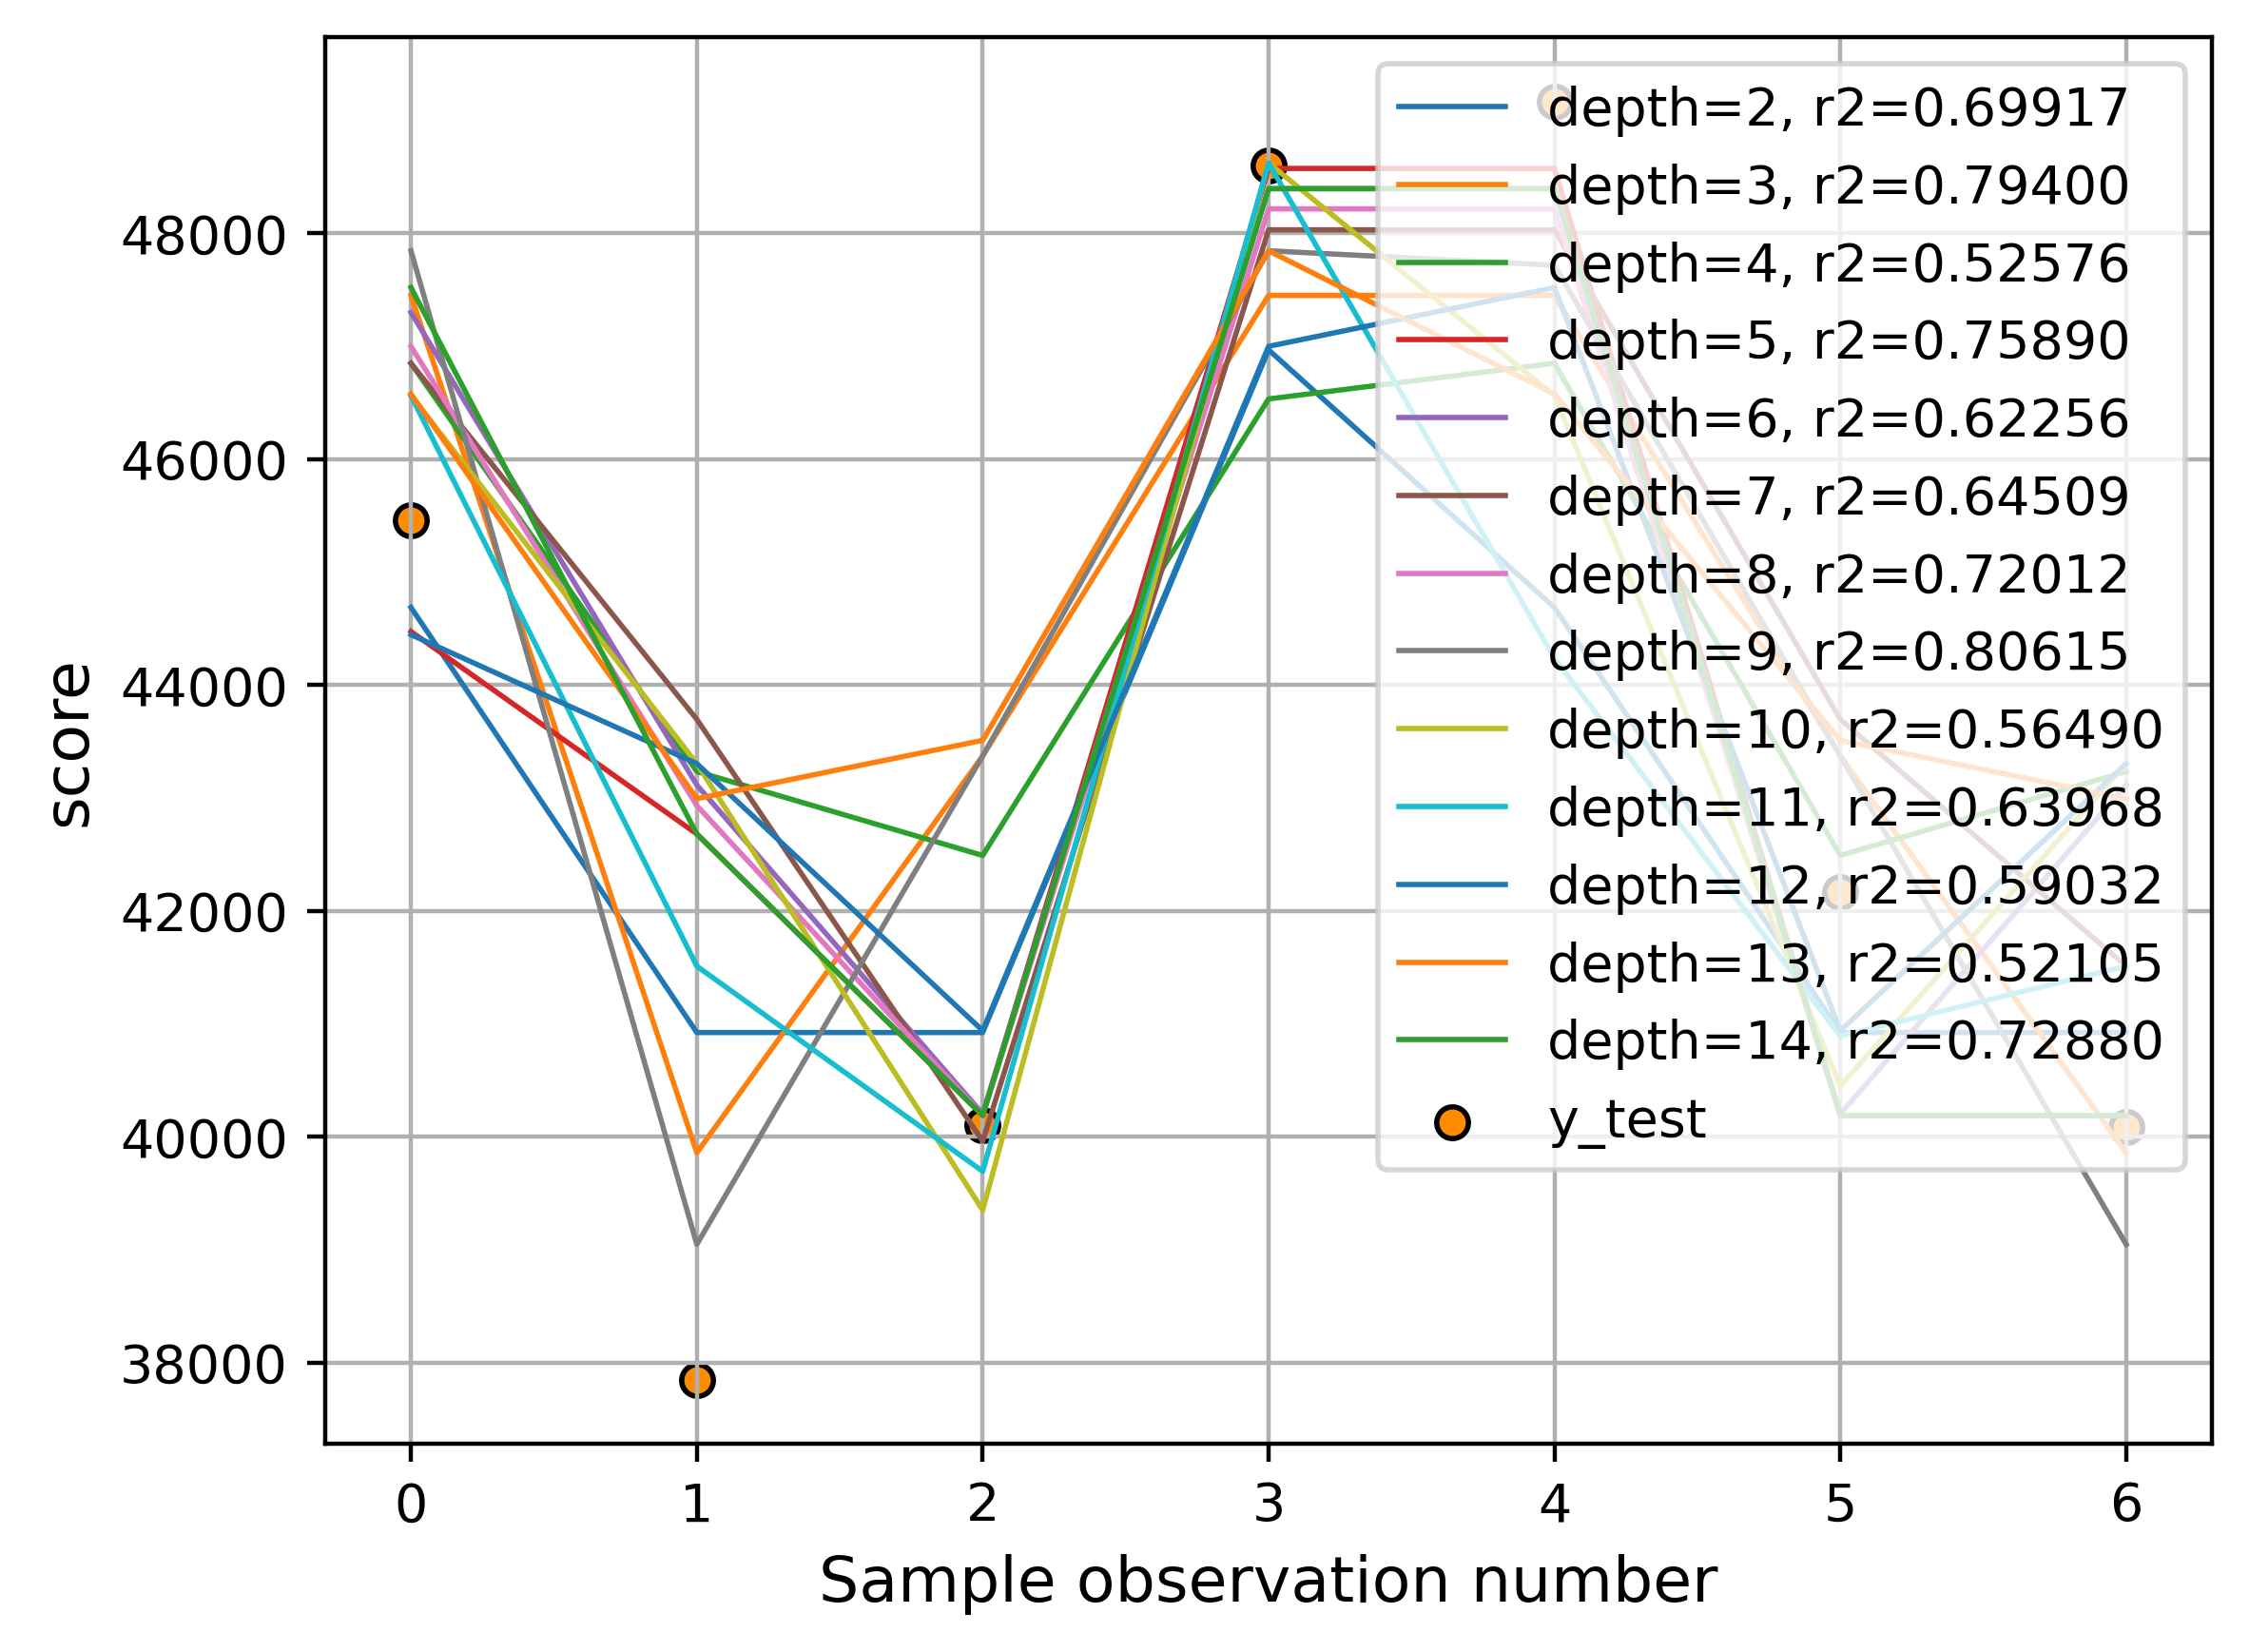 score
48000
46000
44000
42000
40000
38000
0 1 2 3 4 5 6
Sample observation number
depth=2, r2=0.69917
depth=3, r2=0.79400
depth=4, r2=0.52576
depth=5, r2=0.75890
depth=6, r2=0.62256
depth=7, r2=0.64509
depth=8, r2=0.72012
depth=9, r2=0.80615
depth=10, r2=0.56490
depth=11, r2=0.63968
depth=12, r2=0.59032
depth=13, r2=0.52105
depth=14, r2=0.72880
y_test